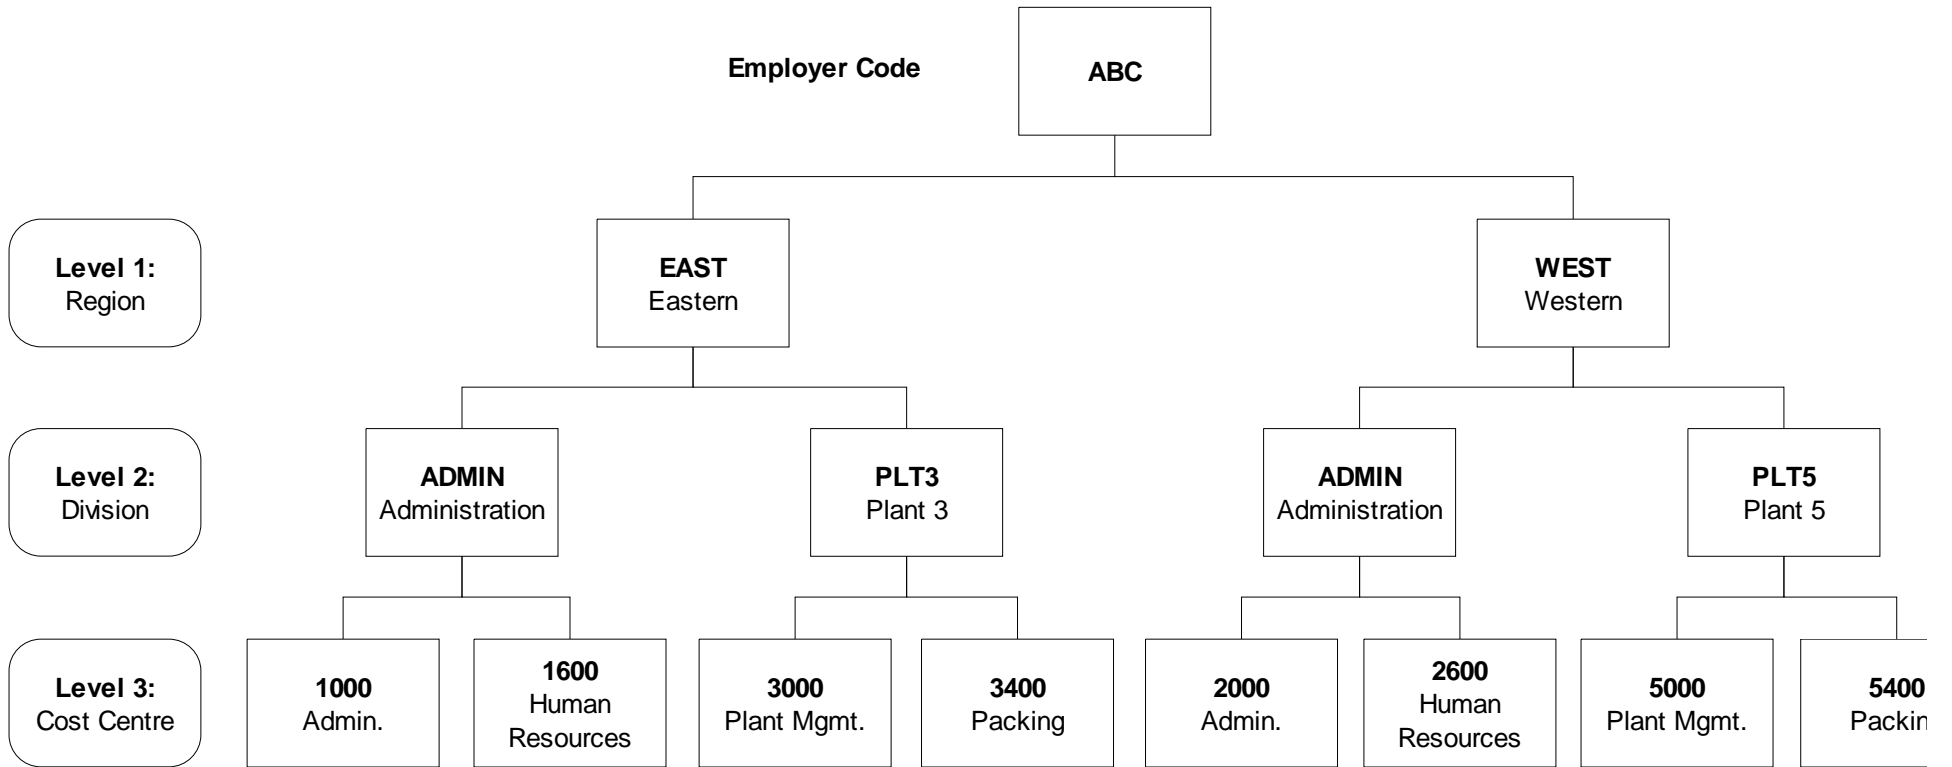 Employer Code
ABC
Level 1:
Region
EAST
Eastern
WEST
Western
Level 2:
Division
ADMIN
Administration
PLT3
Plant 3
ADMIN
Administration
PLT5
Plant 5
Level 3:
Cost Centre
1000
Admin.
1600
Human
Resources
3000
Plant Mgmt.
3400
Packing
2000
Admin.
2600
Human
Resources
5000
Plant Mgmt.
5400
Packin